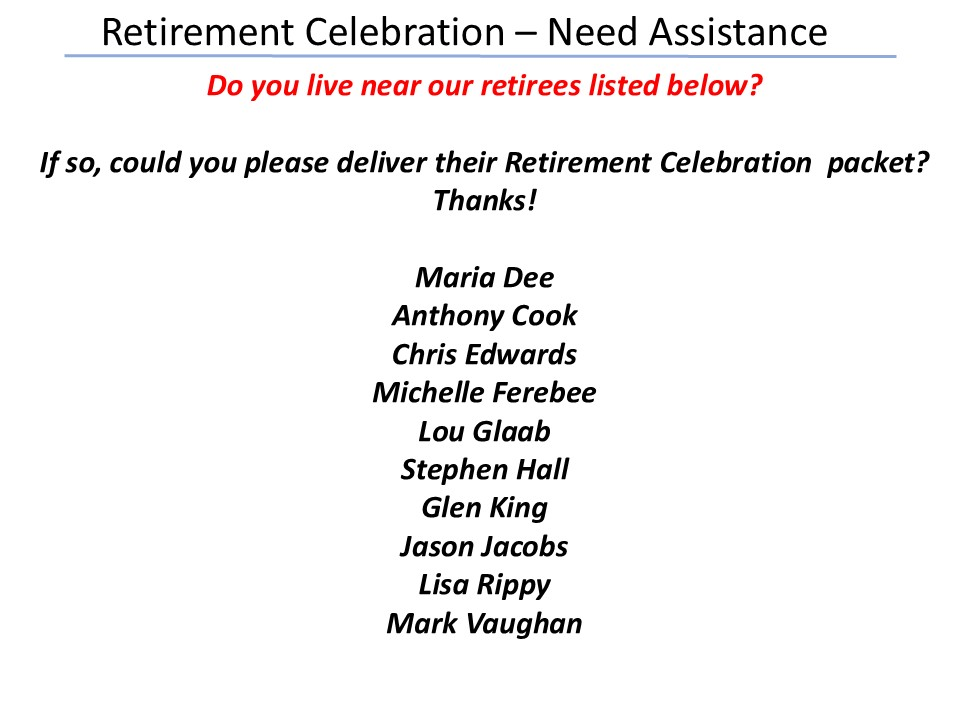 Retirement Celebration – Need Assistance
Do you live near our retirees listed below?
If so, could you please deliver their Retirement Celebration  packet?
Thanks!
Maria Dee
Anthony Cook
Chris Edwards
Michelle Ferebee
Lou Glaab
Stephen Hall
Glen King
Jason Jacobs
Lisa Rippy
Mark Vaughan